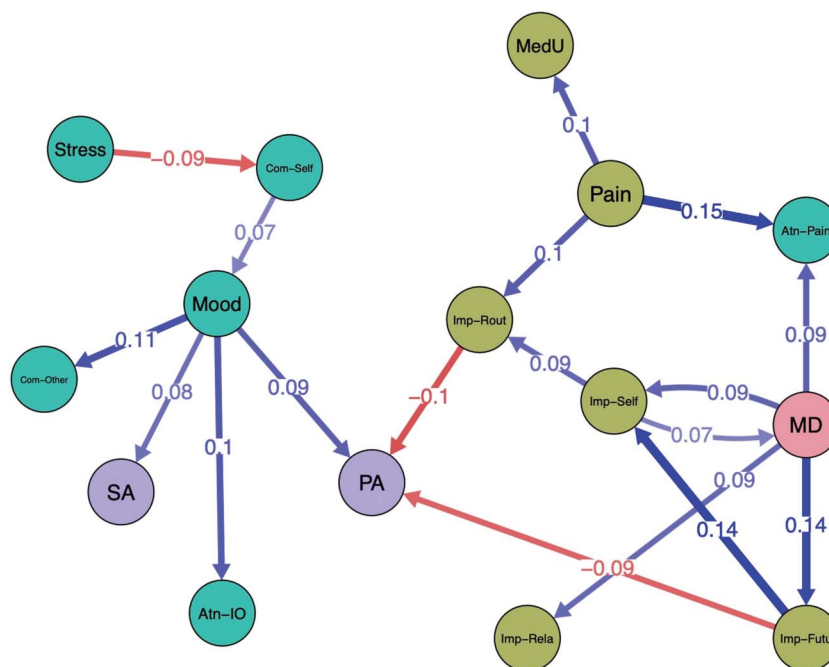 MedU
0.1
Stress
−0.09
Com−Self
Pain
0.15
Atn−Pain
0.07
0.1
Mood
Imp−Rout
0.09
0.11
Com−Other
0.08
0.09
−0.1
0.09
Imp−Self
0.09
0.07
MD
0.1
SA
PA
0.09
0.14
0.14
−0.09
Atn−IO
Imp−Rela
Imp−Futu